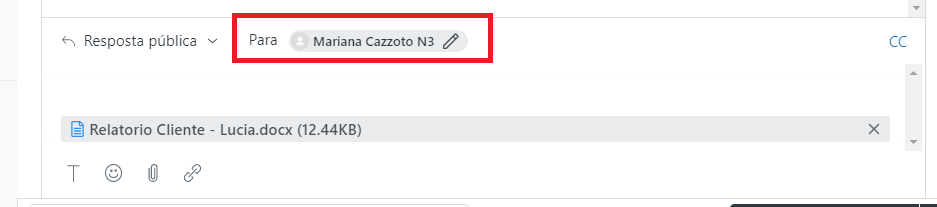 Resposta pública Para Mariana Cazzoto N3 CC
Relatorio Cliente - Lucia.docx (12.44KB)